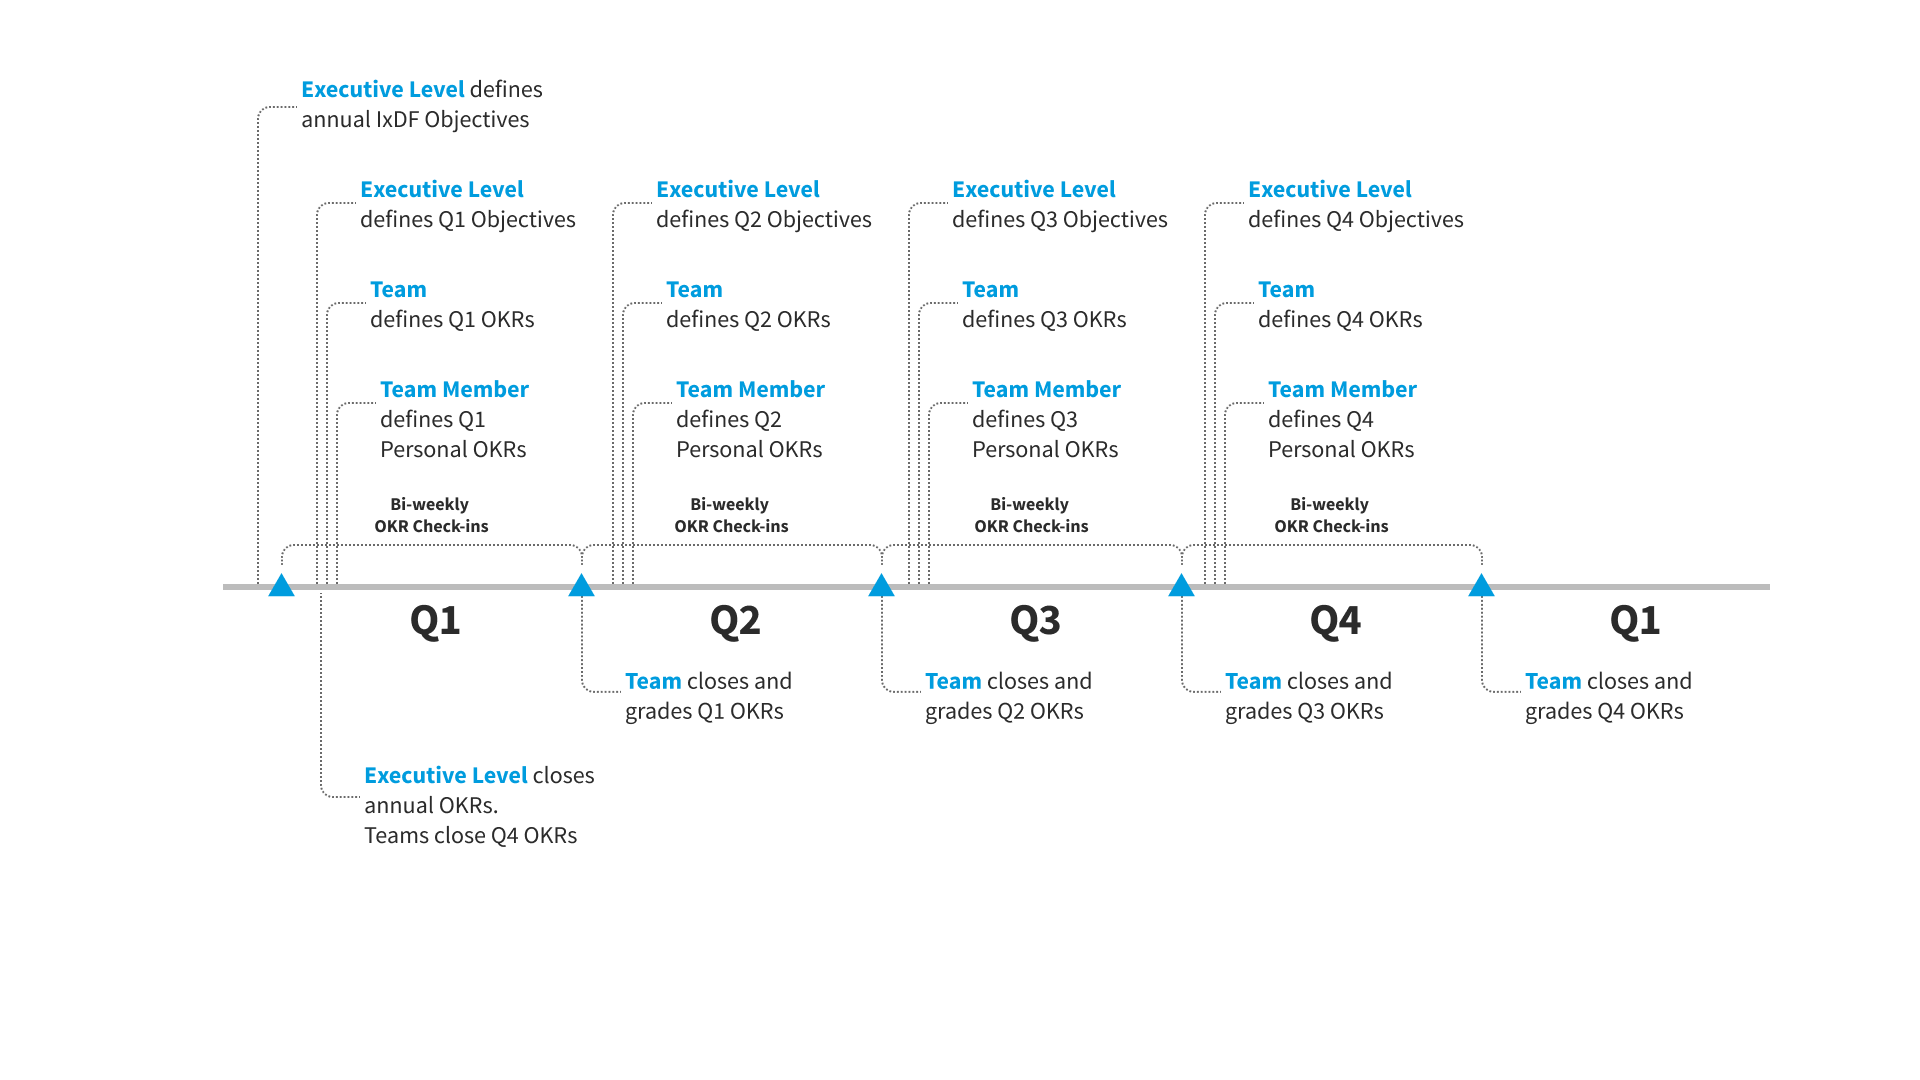 Executive Level defines
annual IxDF Objectives
Executive Level
defines Q1 Objectives
Team
defines Q1 OKRs
Team Member
defines Q1
Personal OKRs
Bi-weekly
OKR Check-ins
Executive Level
defines Q2 Objectives
Team
defines Q2 OKRs
Team Member
defines Q2
Personal OKRs
Bi-weekly
OKR Check-ins
Executive Level
defines Q3 Objectives
Team
defines Q3 OKRs
Team Member
defines Q3
Personal OKRs
Bi-weekly
OKR Check-ins
Executive Level
defines Q4 Objectives
Team
defines Q4 OKRs
Team Member
defines Q4
Personal OKRs
Bi-weekly
OKR Check-ins
Q1
Q2
Q3
Q4
Q1
Team closes and
grades Q1 OKRs
Team closes and
grades Q2 OKRs
Team closes and
grades Q3 OKRs
Team closes and
grades Q4 OKRs
Executive Level closes
annual OKRs.
Teams close Q4 OKRs